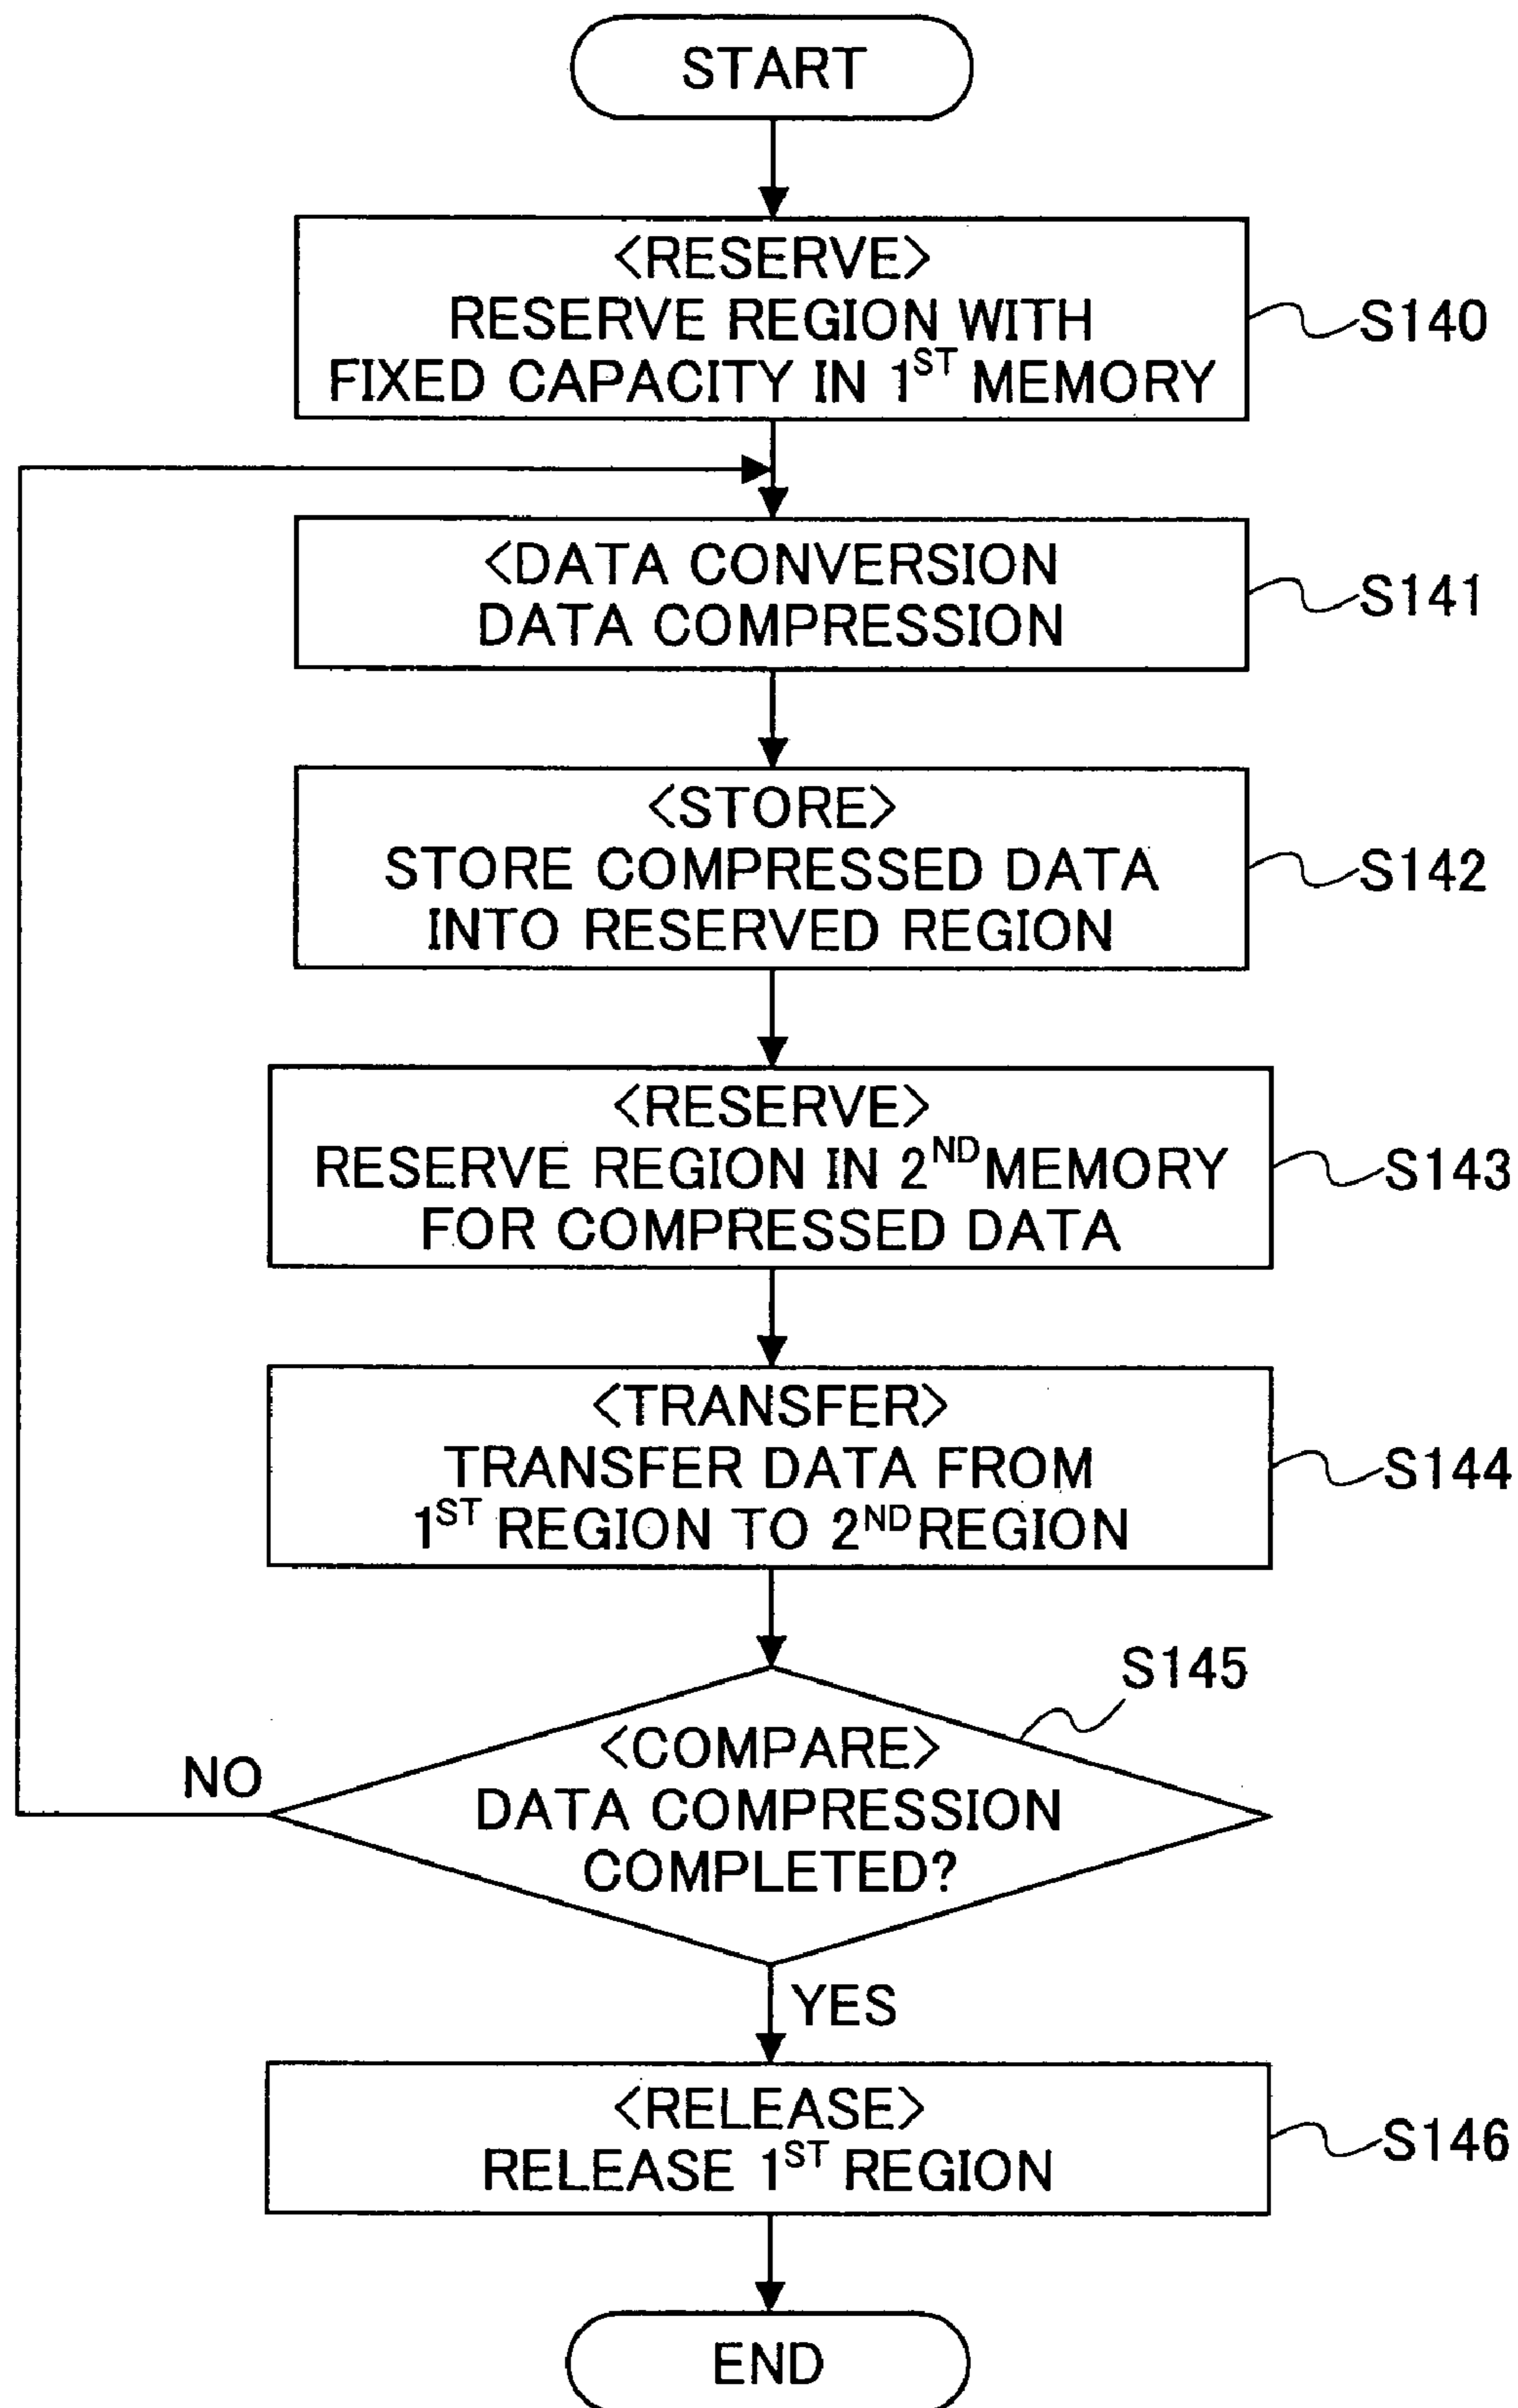 START
<RESERVE>
RESERVE REGION WITH
FIXED CAPACITY IN 1ST MEMORY
S140
<DATA CONVERSION
DATA COMPRESSION
S141
<STORE>
STORE COMPRESSED DATA
INTO RESERVED REGION
S142
<RESERVE>
RESERVE REGION IN 2ND MEMORY
FOR COMPRESSED DATA
S143
<TRANSFER>
TRANSFER DATA FROM
1ST REGION TO 2ND REGION
S144
S145
<COMPARE>
DATA COMPRESSION
COMPLETED?
NO
YES
<RELEASE>
RELEASE 1ST REGION
S146
END